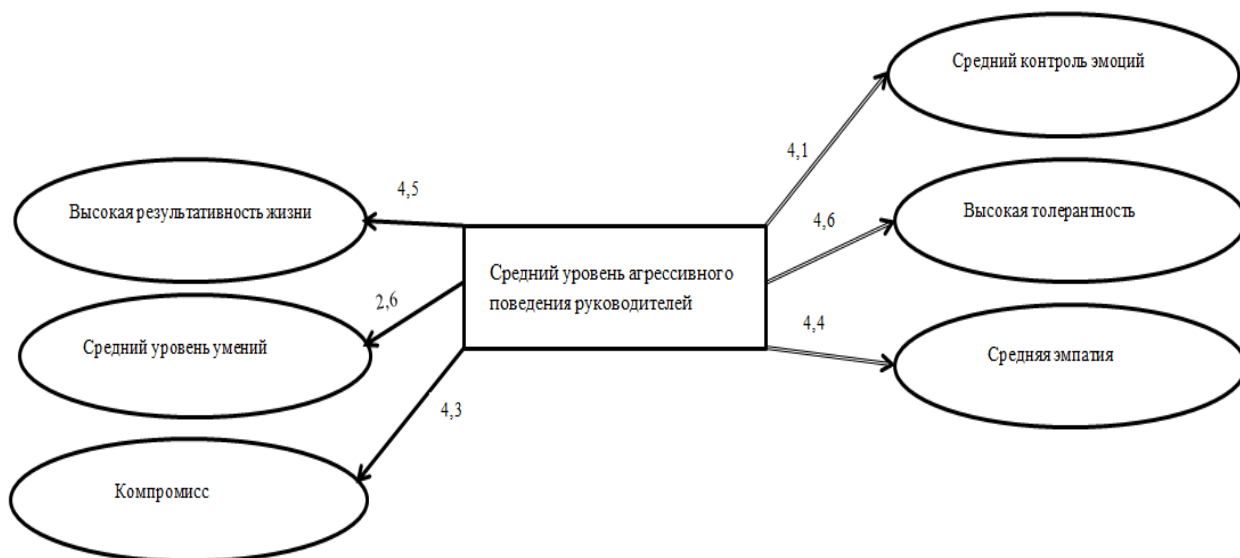 Средний контроль эмоций
4,1
4,5
4,6
Высокая результативность жизни
Высокая толерантность
Средний уровень агрессивного
поведения руководителей
2,6
4,4
Средний уровень умений
Средняя эмпатия
4,3
Компромисс